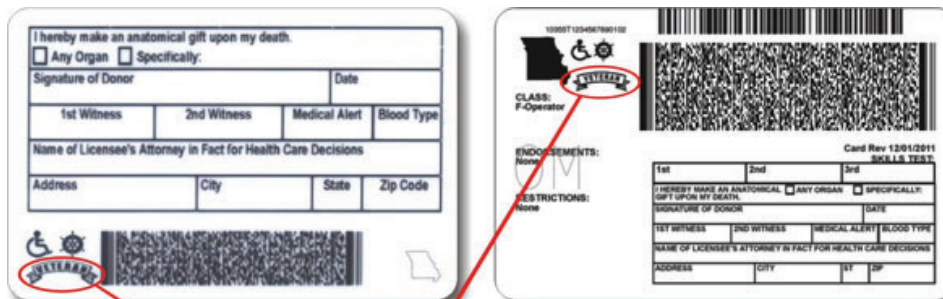 I hereby make an anatomical gift upon my death.
Any Organ Specifically:
Signature of Donor Date
1st Witness 2nd Witness Medical Alert Blood Type
Name of Licensee's Attorney in Fact for Health Care Decisions
Address City State Zip Code
VETERAN
10355T1234567890102
VETERAN
CLASS:
F-Operator
ENDORSEMENTS:
None
OM
RESTRICTIONS:
None
Card Rev 12/01/2011
SKILLS TEST:
1st 2nd 3rd
I HEREBY MAKE AN ANATOMICAL ANY ORGAN SPECIFICALLY:
GIFT UPON MY DEATH.
SIGNATURE OF DONOR DATE
1ST WITNESS 2ND WITNESS MEDICAL ALERT BLOOD TYPE
NAME OF LICENSEE'S ATTORNEY IN FACT FOR HEALTH CARE DECISIONS
ADDRESS CITY ST ZIP